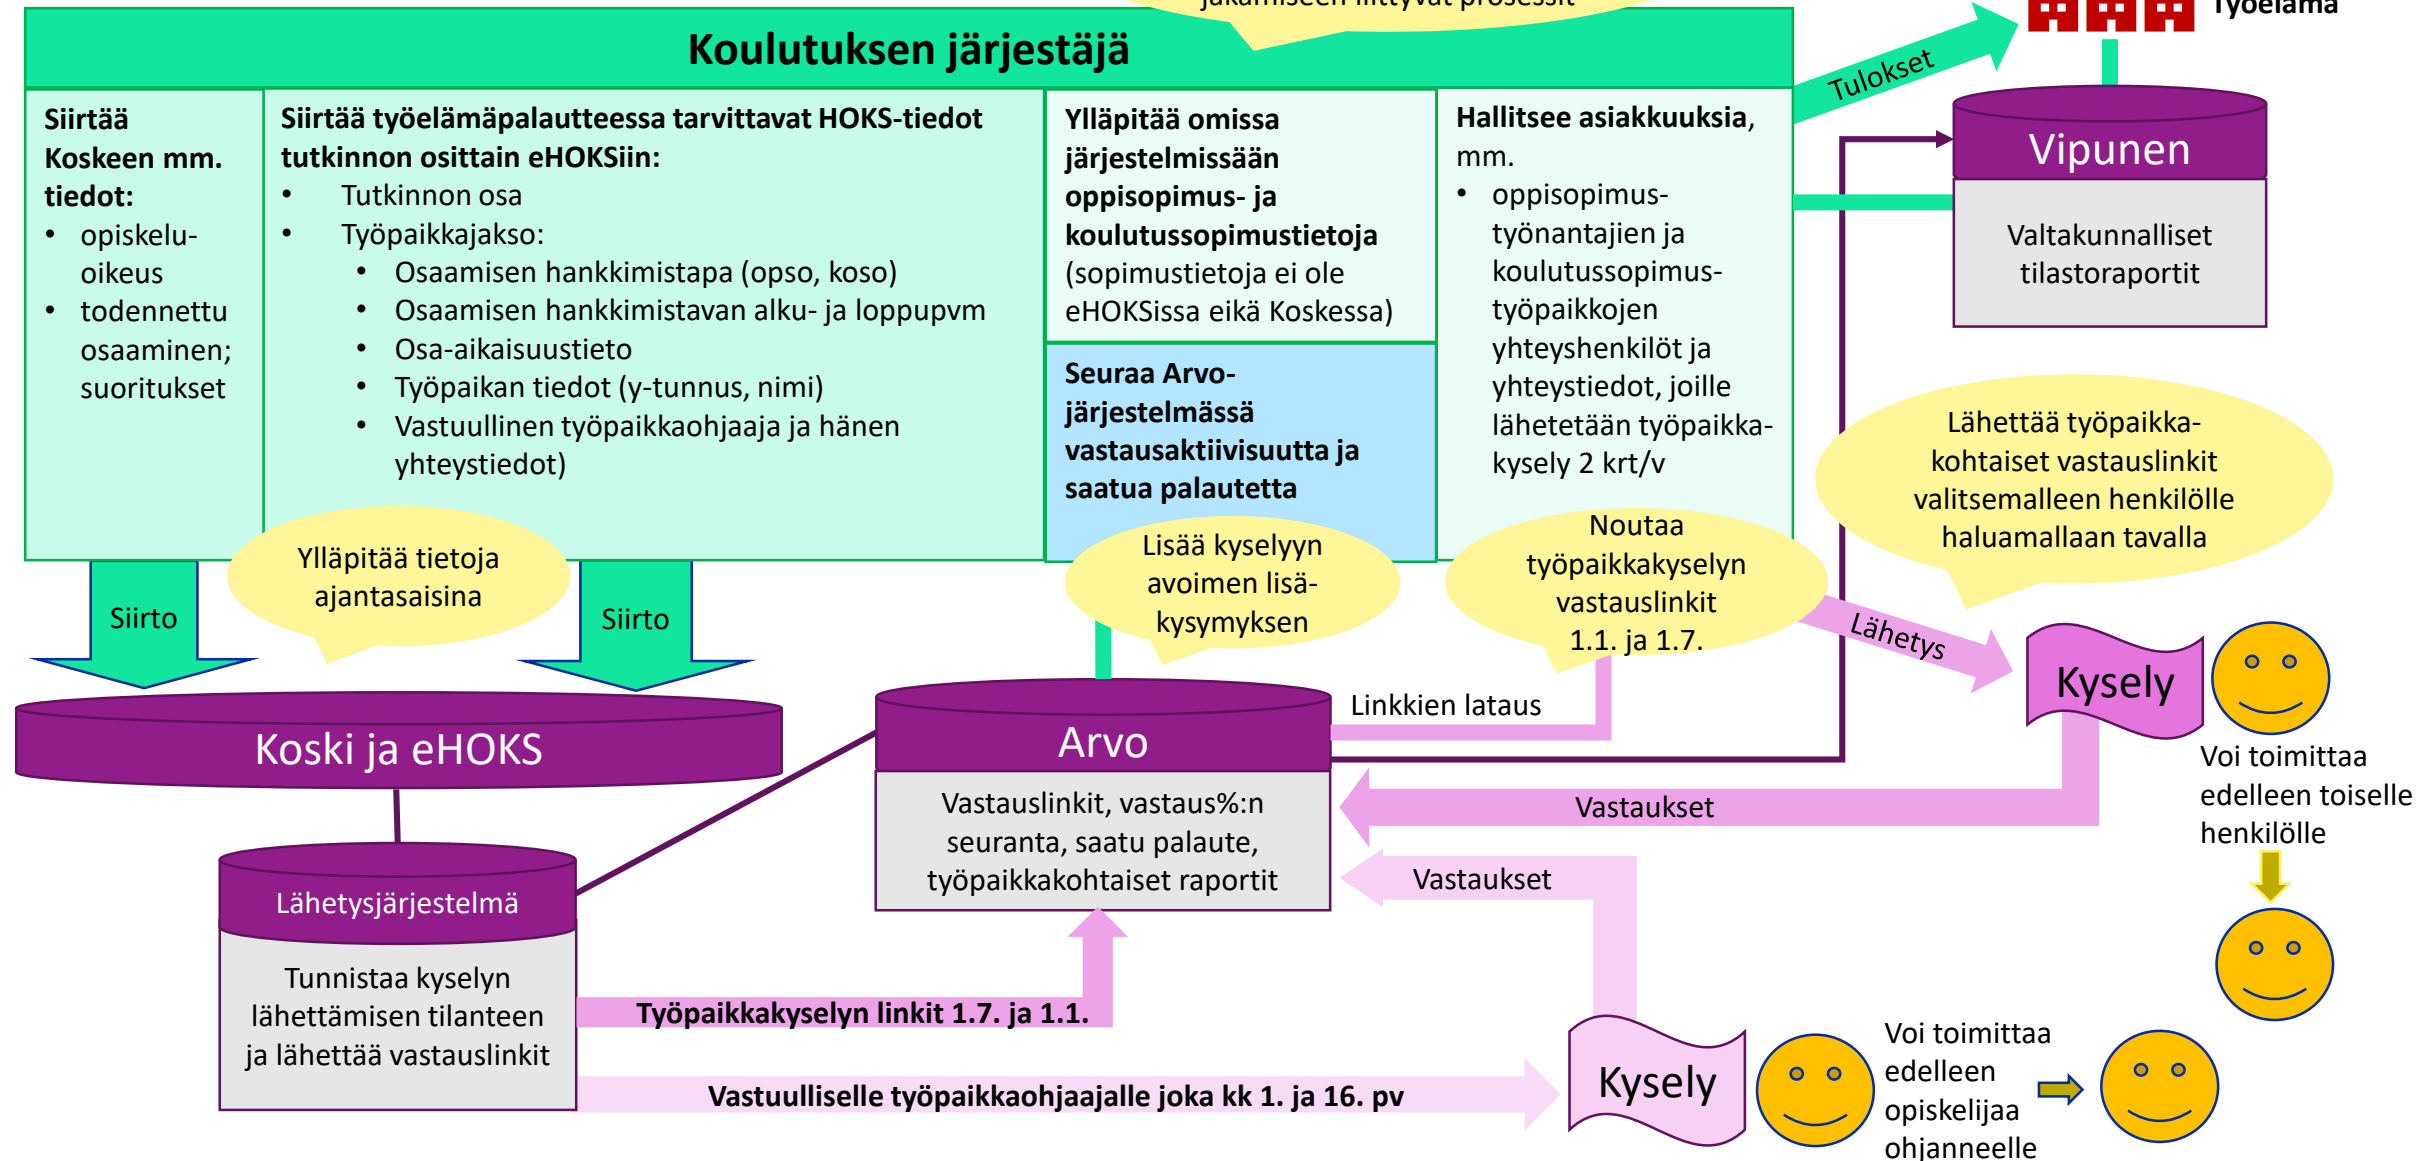 jakamiseen liittyvät prosessit
Työelämä
Koulutuksen järjestäjä
Tulokset
Siirtää
Koskeen mm.
tiedot:
• opiskelu-
oikeus
• todennettu
osaaminen;
suoritukset
Siirtää työelämäpalautteessa tarvittavat HOKS-tiedot
tutkinnon osittain eHOKSiin:
• Tutkinnon osa
• Työpaikkajakso:
• Osaamisen hankkimistapa (opso, koso)
• Osaamisen hankkimistavan alku- ja loppupvm
• Osa-aikaisuustieto
• Työpaikan tiedot (y-tunnus, nimi)
• Vastuullinen työpaikkaohjaaja ja hänen
yhteystiedot)
Ylläpitää omissa
järjestelmissään
oppisopimus- ja
koulutussopimustietoja
(sopimustietoja ei ole
eHOKSissa eikä Koskessa)
Seuraa Arvo-
järjestelmässä
vastausaktiivisuutta ja
saatua palautetta
Hallitsee asiakkuuksia,
mm.
• oppisopimus-
työnantajien ja
koulutussopimus-
työpaikkojen
yhteyshenkilöt ja
yhteystiedot, joille
lähetetään työpaikka-
kysely 2 krt/v
Vipunen
Valtakunnalliset
tilastoraportit
Lähettää työpaikka-
kohtaiset vastauslinkit
valitsemalleen henkilölle
haluamallaan tavalla
Siirto
Ylläpitää tietoja
ajantasaisina
Siirto
Lisää kyselyyn
avoimen lisä-
kysymyksen
Noutaa
työpaikkakyselyn
vastauslinkit
1.1. ja 1.7.
Lähetys
Kysely
Voi toimittaa
edelleen toiselle
henkilölle
Koski ja eHOKS
Arvo
Linkkien lataus
Vastauslinkit, vastaus%:n
seuranta, saatu palaute,
työpaikkakohtaiset raportit
Vastaukset
Vastaukset
Lähetysjärjestelmä
Tunnistaa kyselyn
lähettämisen tilanteen
ja lähettää vastauslinkit
Työpaikkakyselyn linkit 1.7. ja 1.1.
Vastuulliselle työpaikkaohjaajalle joka kk 1. ja 16. pv
Kysely
Voi toimittaa
edelleen
opiskelijaa
ohjanneelle